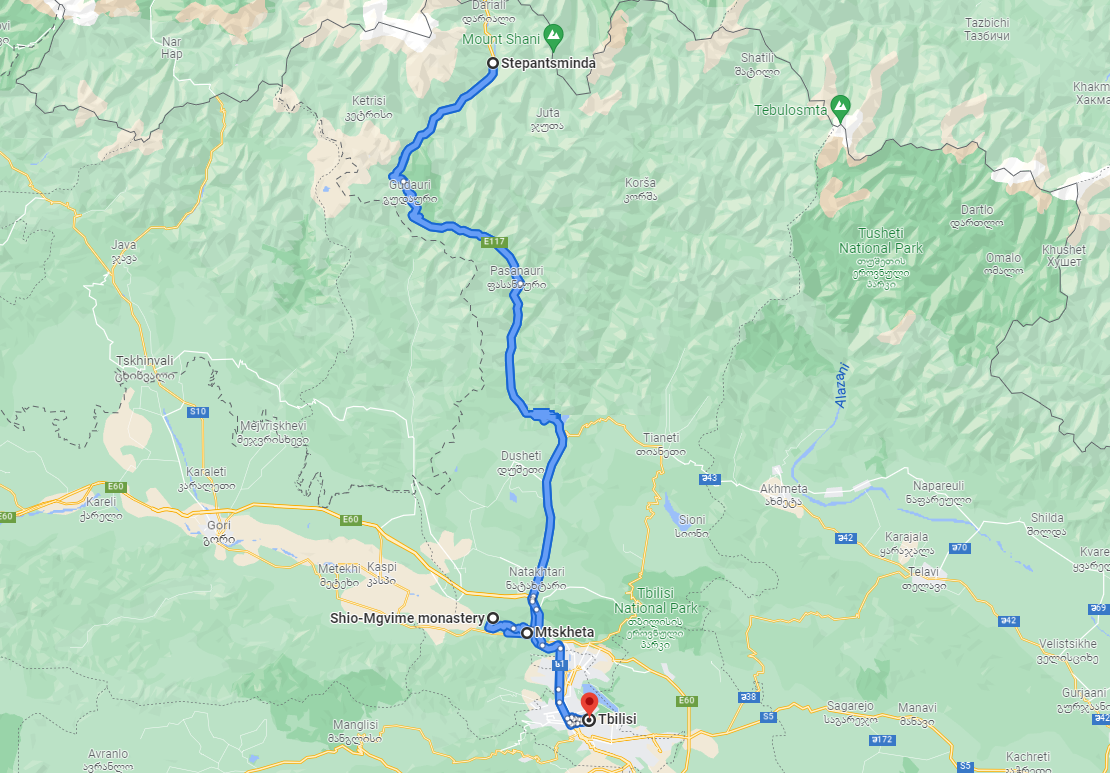 Dariali
დარიალი
Mount Shani
Tazbichi
Тазбичи
Nar
Нар
Stepantsminda
Shatili
შატილი
Khakm
Хакма
Ketrisi
კეტრისი
Juta
ჯუთა
Tebulosmta
Gudauri
გუდაური
Korša
კორშა
Dartlo
დართლო
Tusheti
National Park
თუშეთის
ეროვნული
პარკი
Java
ჯავა
E117
Khushet
Хушет
Omalo
ომალო
Pasanauri
ფასანაური
Tskhinvali
ცხინვალი
Alazani
S10
Mejvriskhevi
მეჯვრისხევი
Tianeti
თიანეთი
Dusheti
დუშეთი
Karaleti
კარალეთი
შ43
Akhmeta
ახმეტა
Napareuli
ნაფარეული
E60
Kareli
ქარელი
E60
Gori
გორი
E60
Sioni
სიონი
Shilda
შილდა
შ42
Karajala
ყარაჯალა
შ70
Kvare
ყვარელ
Telavi
თელავი
Metekhi
მეტეხი
Kaspi
კასპი
Natakhtari
ნატახტარი
Tbilisi
National Park
თბილისის
ეროვნული
პარკი
Shio-Mgvime monastery
Mtskheta
შ69
შ42
Velistsikhe
ველისციხე
S1
Tbilisi
E60
შ38
S5
Sagarejo
საგარეჯო
Manavi
მანავი
Gurjaani
გურჯაანი
შ42
Manglisi
მანგლისი
შ172
Avranlo
ავრანლო
S5
Kachreti
კაჭრეთი